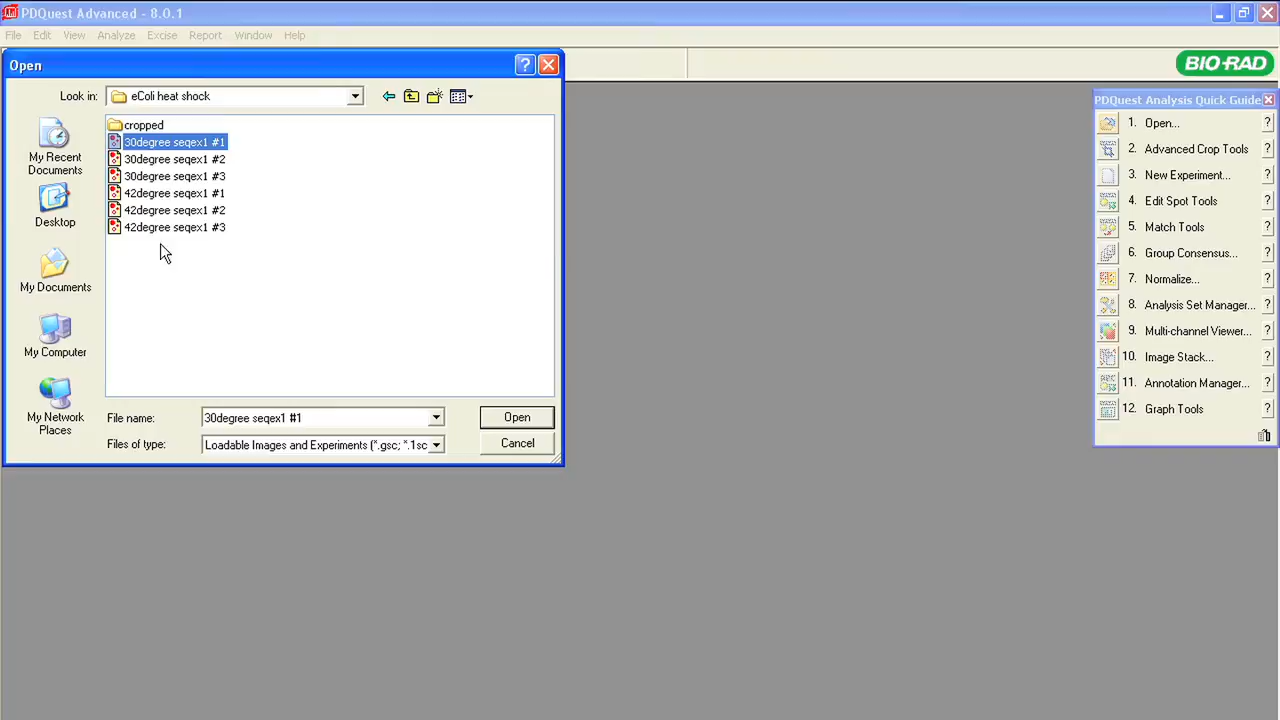 PDQuest Advanced - 8.0.1
File Edit View Analyze Excise Report Window Help
BIO-RAD
Open
Look in: eColi heat shock
My Recent Documents
Desktop
My Documents
My Computer
My Network Places
cropped
30degree seqex1 #1
30degree seqex1 #2
30degree seqex1 #3
42degree seqex1 #1
42degree seqex1 #2
42degree seqex1 #3
File name: 30degree seqex1 #1 Open
Files of type: Loadable Images and Experiments (*.gsc; *.1sc Cancel
PDQuest Analysis Quick Guide
1. Open... ?
2. Advanced Crop Tools ?
3. New Experiment... ?
4. Edit Spot Tools ?
5. Match Tools ?
6. Group Consensus... ?
7. Normalize... ?
8. Analysis Set Manager... ?
9. Multi-channel Viewer... ?
10. Image Stack... ?
11. Annotation Manager... ?
12. Graph Tools ?